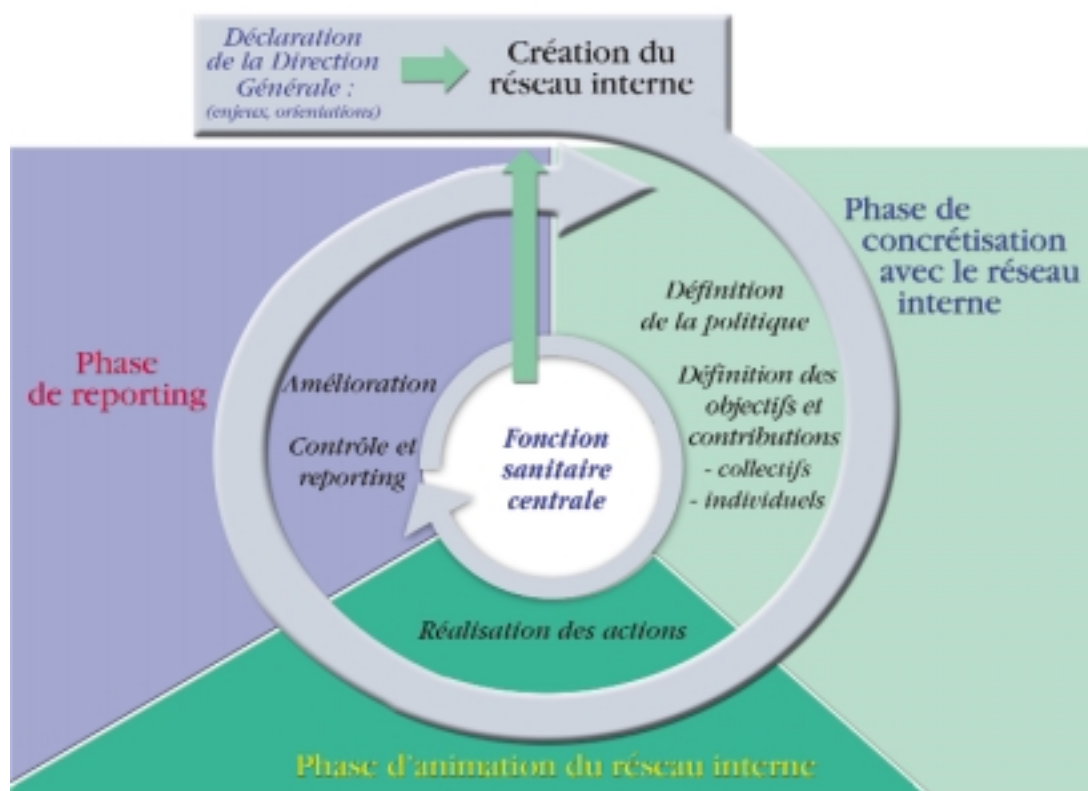 Déclaration
de la Direction
Générale :
(enjeux, orientations)
Création du
réseau interne
Phase de
concrétisation
avec le réseau
interne
Définition
de la politique
Définition des
objectifs et
contributions
- collectifs
- individuels
Phase
de reporting
Amélioration
Contrôle et
reporting
Fonction
sanitaire
centrale
Réalisation des actions
Phase d'animation du réseau interne